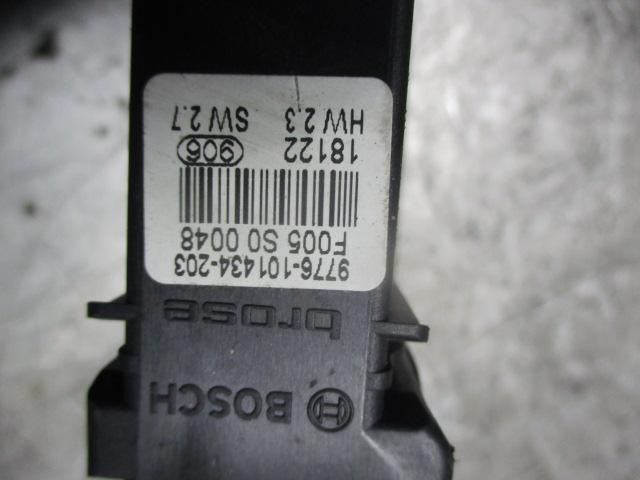 BOSCH
brose
9776-101434-203
F005 S0 0048
18122 906
HW 2.3 SW 2.7